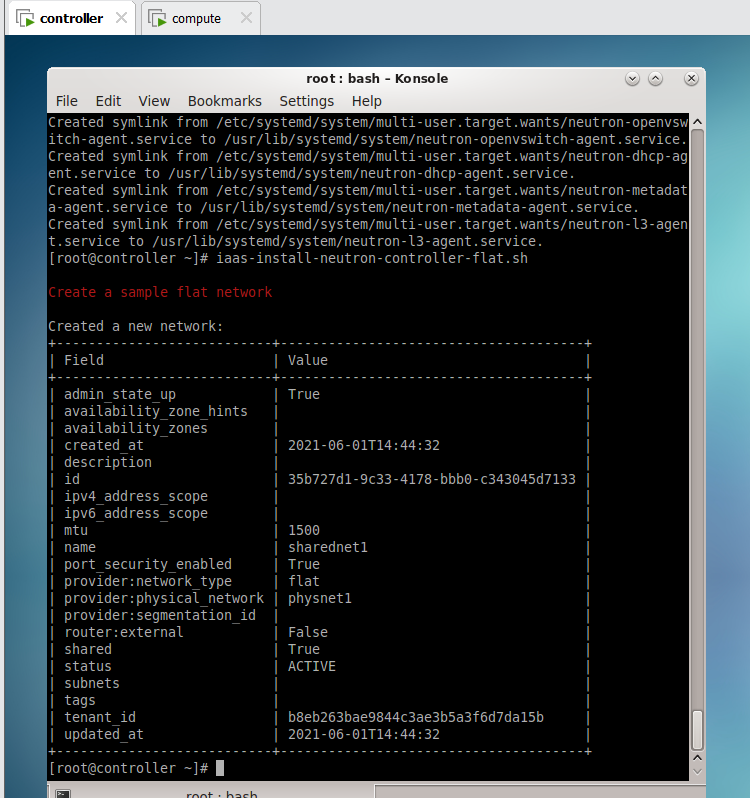 controller compute
root : bash – Konsole
File Edit View Bookmarks Settings Help
Created symlink from /etc/systemd/system/multi-user.target.wants/neutron-openvsw
itch-agent.service to /usr/lib/systemd/system/neutron-openvswitch-agent.service.
Created symlink from /etc/systemd/system/multi-user.target.wants/neutron-dhcp-ag
ent.service to /usr/lib/systemd/system/neutron-dhcp-agent.service.
Created symlink from /etc/systemd/system/multi-user.target.wants/neutron-metadat
a-agent.service to /usr/lib/systemd/system/neutron-metadata-agent.service.
Created symlink from /etc/systemd/system/multi-user.target.wants/neutron-l3-agen
t.service to /usr/lib/systemd/system/neutron-l3-agent.service.
[root@controller ~]# iaas-install-neutron-controller-flat.sh
Create a sample flat network
Created a new network:
+---------------------------+--------------------------------------+
| Field                     | Value                                |
+---------------------------+--------------------------------------+
| admin_state_up            | True                                 |
| availability_zone_hints   |                                      |
| availability_zones        |                                      |
| created_at                | 2021-06-01T14:44:32                  |
| description               |                                      |
| id                        | 35b727d1-9c33-4178-bbb0-c343045d7133 |
| ipv4_address_scope        |                                      |
| ipv6_address_scope        |                                      |
| mtu                       | 1500                                 |
| name                      | sharednet1                           |
| port_security_enabled     | True                                 |
| provider:network_type     | flat                                 |
| provider:physical_network | physnet1                             |
| provider:segmentation_id  |                                      |
| router:external           | False                                |
| shared                    | True                                 |
| status                    | ACTIVE                               |
| subnets                   |                                      |
| tags                      |                                      |
| tenant_id                 | b8eb263bae9844c3ae3b5a3f6d7da15b     |
| updated_at                | 2021-06-01T14:44:32                  |
+---------------------------+--------------------------------------+
[root@controller ~]#
root : bash